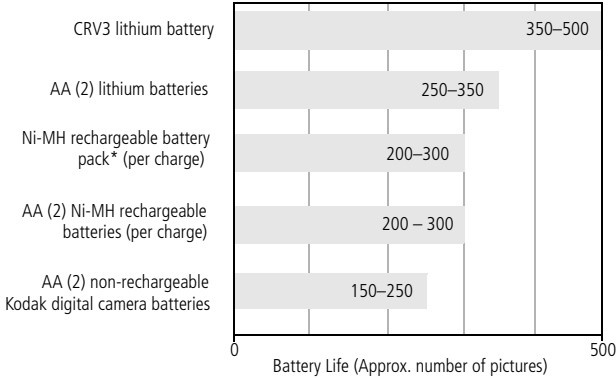 CRV3 lithium battery
350–500
AA (2) lithium batteries
250–350
Ni-MH rechargeable battery
pack* (per charge)
200–300
AA (2) Ni-MH rechargeable
batteries (per charge)
200 – 300
AA (2) non-rechargeable
Kodak digital camera batteries
150–250
0
500
Battery Life (Approx. number of pictures)